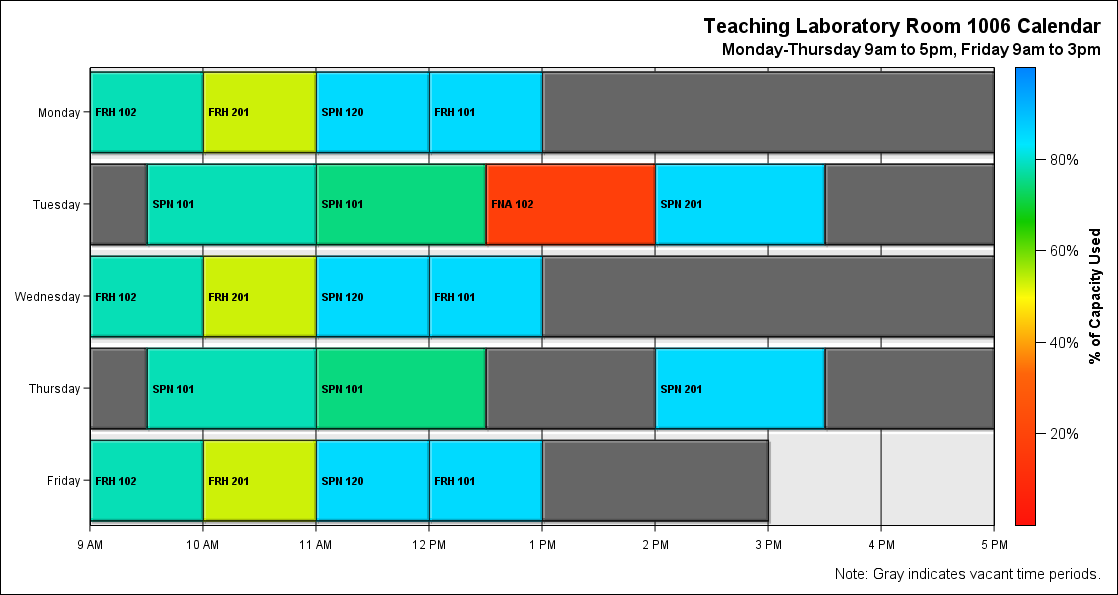 Teaching Laboratory Room 1006 Calendar
Monday-Thursday 9am to 5pm, Friday 9am to 3pm
Monday
FRH 102
FRH 201
SPN 120
FRH 101
Tuesday
SPN 101
SPN 101
FNA 102
SPN 201
Wednesday
FRH 102
FRH 201
SPN 120
FRH 101
Thursday
SPN 101
SPN 101
SPN 201
Friday
FRH 102
FRH 201
SPN 120
FRH 101
9 AM
10 AM
11 AM
12 PM
1 PM
2 PM
3 PM
4 PM
5 PM
80%
60%
40%
20%
% of Capacity Used
Note: Gray indicates vacant time periods.